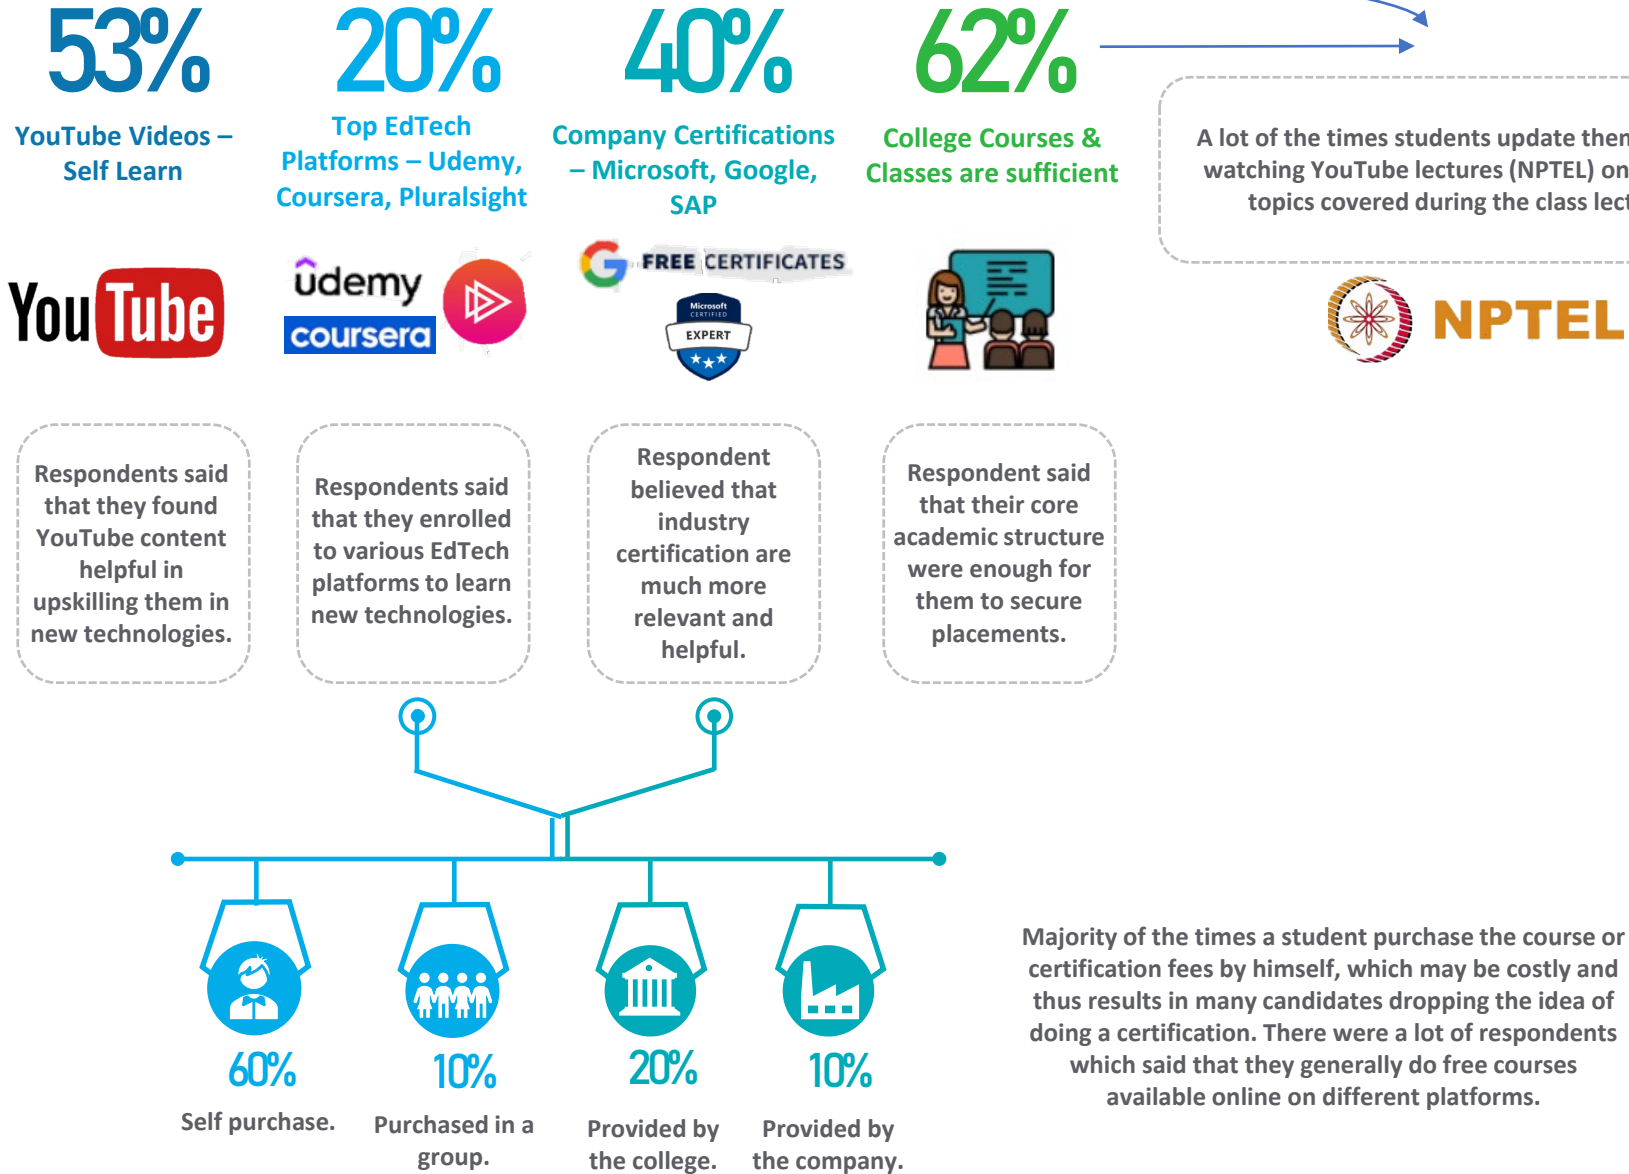 53%
YouTube Videos –
Self Learn
20%
Top EdTech
Platforms – Udemy,
Coursera, Pluralsight
40%
Company Certifications
– Microsoft, Google,
SAP
62%
College Courses &
Classes are sufficient
A lot of the times students update
watching YouTube lectures (NPTEL) on
topics covered during the class
YouTube
udemy
coursera
FREE CERTIFICATES
Microsoft
CERTIFIED
EXPERT
NPTEL
Respondents said
that they found
YouTube content
helpful in
upskilling them in
new technologies.
Respondents said
that they enrolled
to various EdTech
platforms to learn
new technologies.
Respondent
believed that
industry
certification are
much more
relevant and
helpful.
Respondent said
that their core
academic structure
were enough for
them to secure
placements.
60%
Self purchase.
10%
Purchased in a
group.
20%
Provided by
the college.
10%
Provided by
the company.
Majority of the times a student purchase the course or
certification fees by himself, which may be costly and
thus results in many candidates dropping the idea of
doing a certification. There were a lot of respondents
which said that they generally do free courses
available online on different platforms.